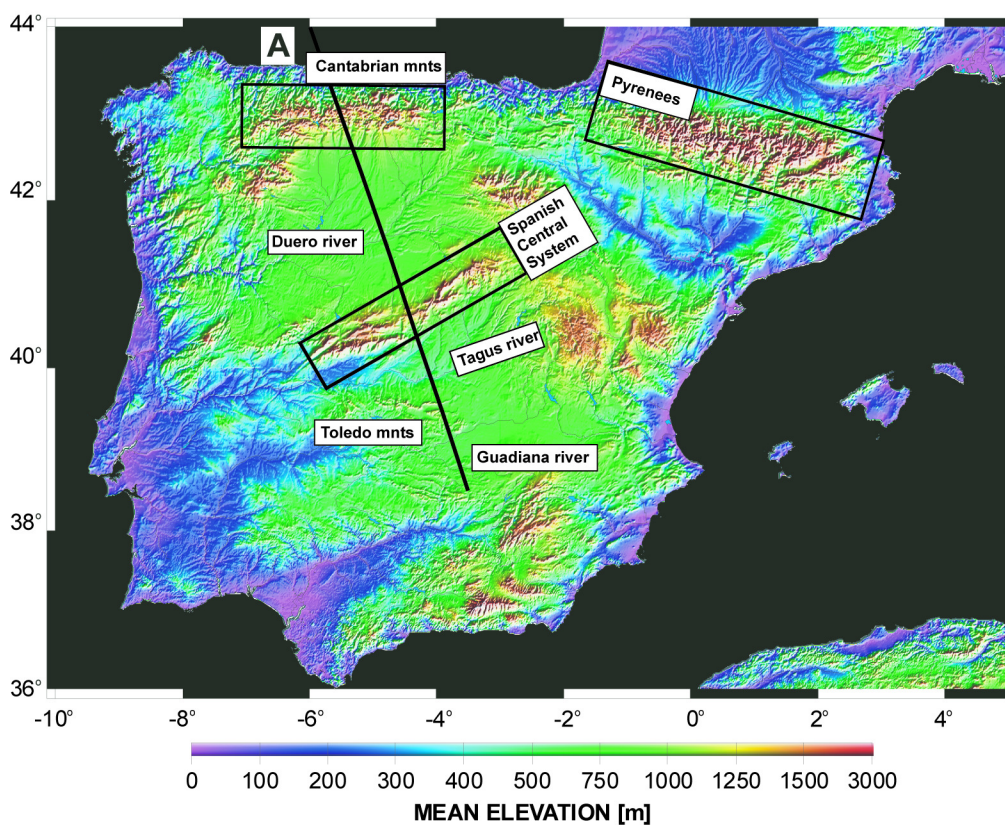 44°
A
Cantabrian mnts
Pyrenees
42°
Duero river
Spanish
Central
System
40°
Tagus river
Toledo mnts
Guadiana river
38°
36°
-10° -8° -6° -4° -2° 0° 2° 4°
0 100 200 300 400 500 750 1000 1250 1500 3000
MEAN ELEVATION [m]